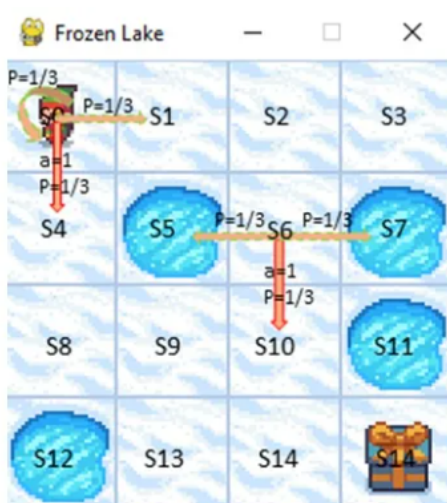 Frozen Lake
P=1/3
P=1/3
S0 S1 S2 S3
a=1
P=1/3
S4 S5 P=1/3 S6 P=1/3 S7
a=1
P=1/3
S8 S9 S10 S11
S12 S13 S14 S14